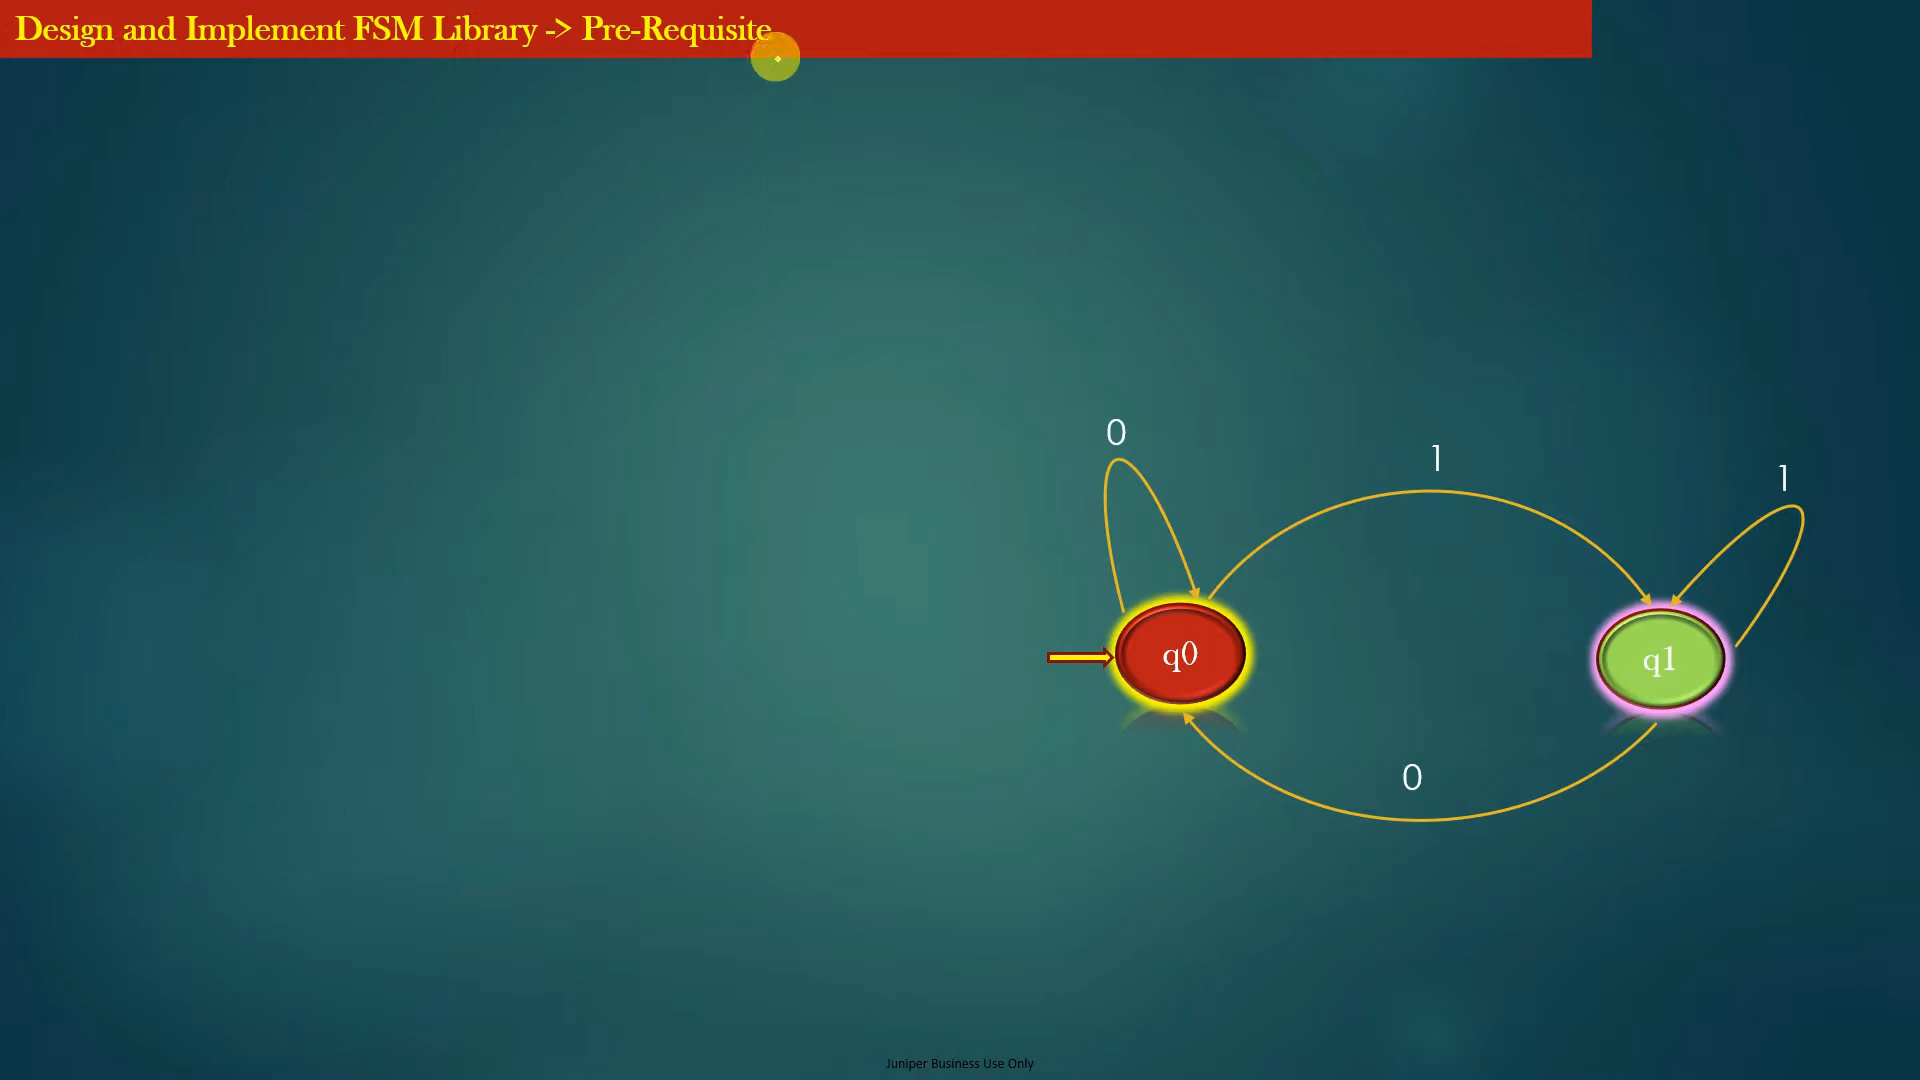 Design and Implement FSM Library -> Pre-Requisite
0
1
1
q0
q1
0
Juniper Business Use Only